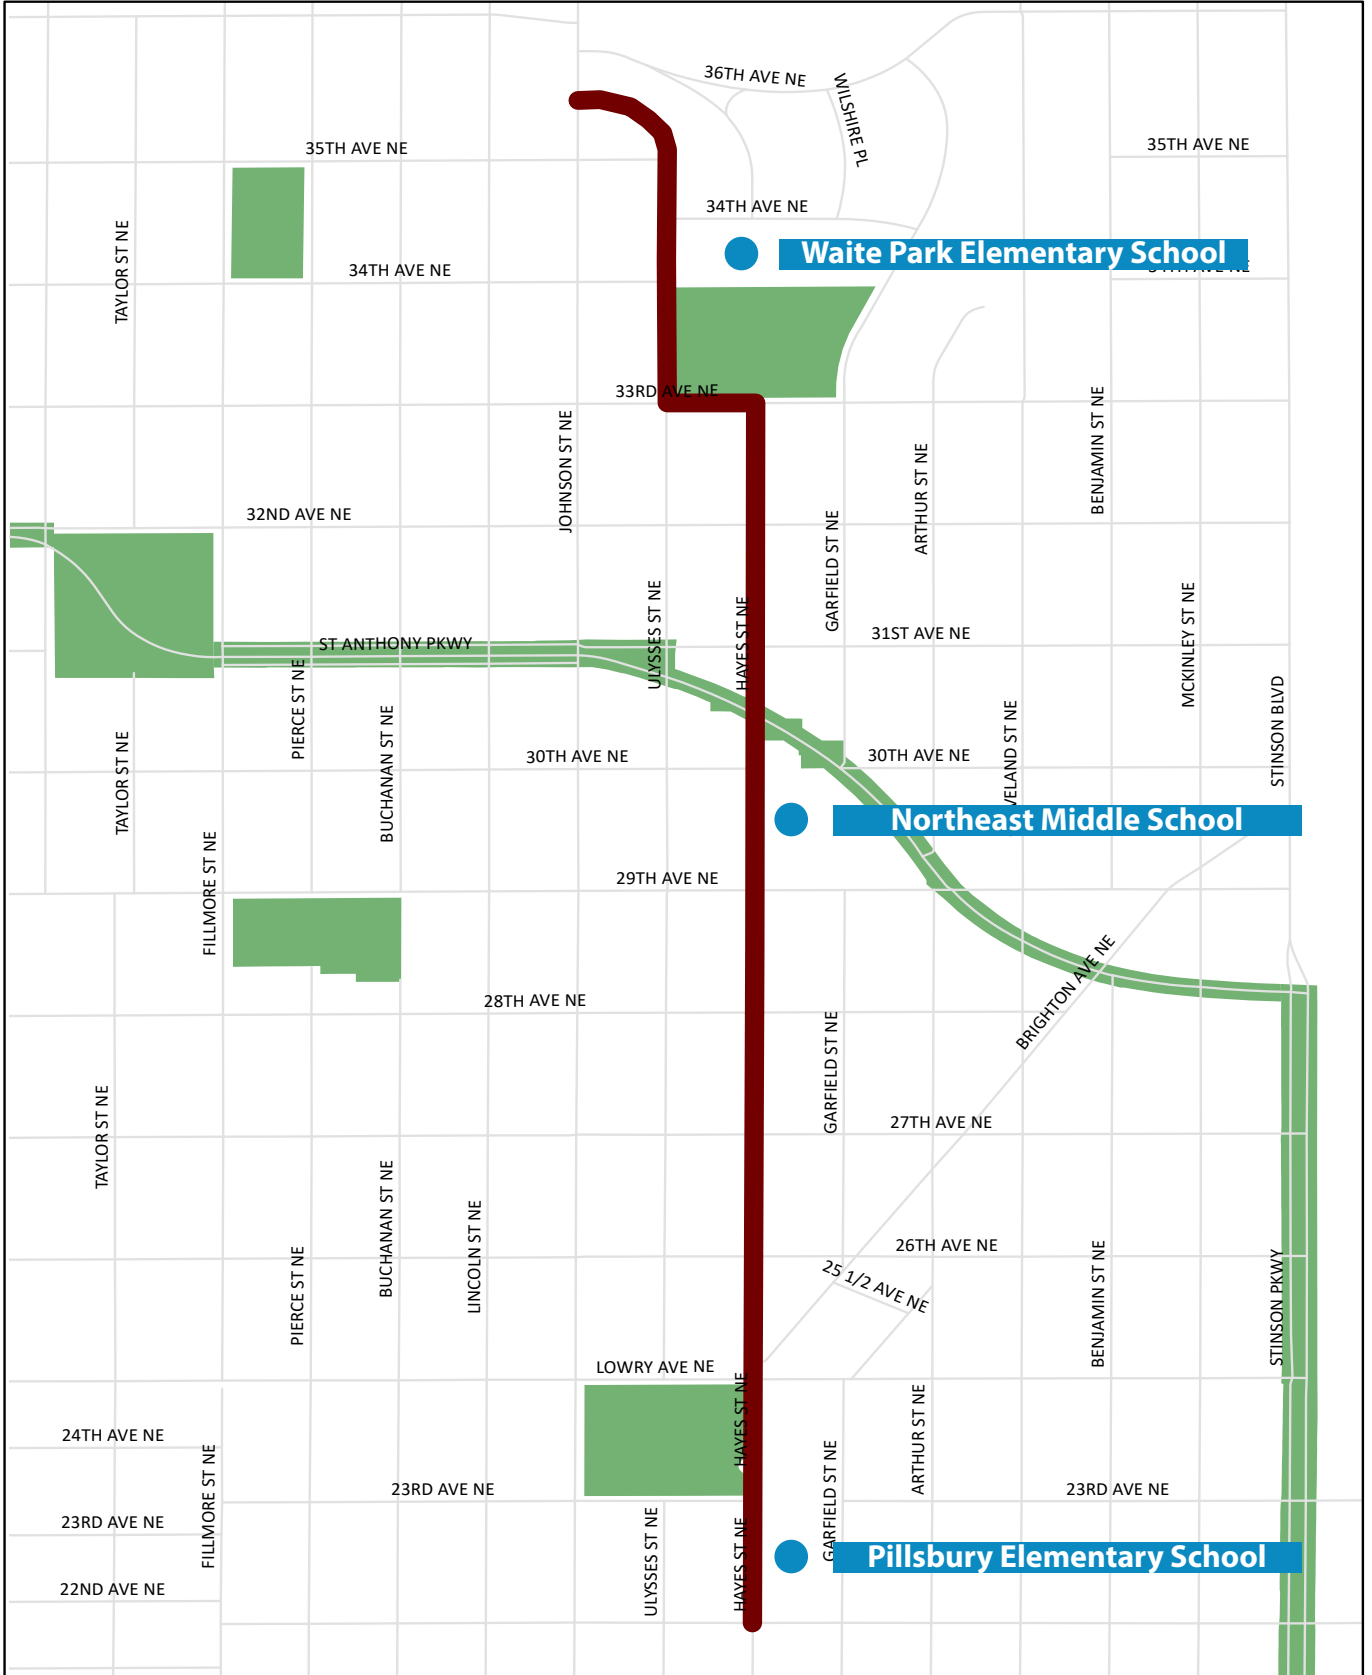 36TH AVE NE
WILSHIRE PL
35TH AVE NE
35TH AVE NE
34TH AVE NE
TAYLOR ST NE
Waite Park Elementary School
34TH AVE NE
34TH AVE NE
33RD AVE NE
BENJAMIN ST NE
JOHNSON ST NE
ARTHUR ST NE
32ND AVE NE
GARFIELD ST NE
ULYSSES ST NE
HAYES ST NE
MCKINLEY ST NE
31ST AVE NE
ST ANTHONY PKWY
PIERCE ST NE
STINSON BLVD
BUCHANAN ST NE
TAYLOR ST NE
30TH AVE NE
30TH AVE NE
VELAND ST NE
Northeast Middle School
FILLMORE ST NE
29TH AVE NE
BRIGHTON AVE NE
28TH AVE NE
GARFIELD ST NE
TAYLOR ST NE
27TH AVE NE
BUCHANAN ST NE
LINCOLN ST NE
PIERCE ST NE
26TH AVE NE
25 1/2 AVE NE
BENJAMIN ST NE
STINSON PKWY
LOWRY AVE NE
HAYES ST NE
ARTHUR ST NE
24TH AVE NE
FILLMORE ST NE
GARFIELD ST NE
23RD AVE NE
23RD AVE NE
23RD AVE NE
ULYSSES ST NE
HAYES ST NE
Pillsbury Elementary School
22ND AVE NE